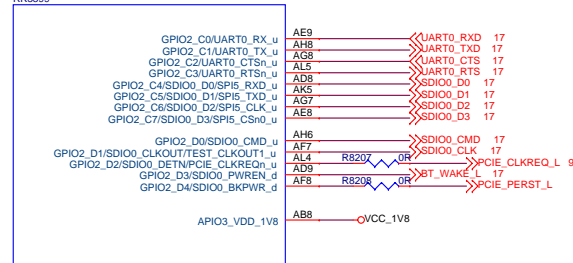 GPIO2_C0/UART0_RX_u AE9 UART0_RXD 17
GPIO2_C1/UART0_TX_u AH8 UART0_TXD 17
GPIO2_C2/UART0_CTSn_u AG8 UART0_CTS 17
GPIO2_C3/UART0_RTSn_u AL5 UART0_RTS 17
GPIO2_C4/SDIO0_D0/SPI5_RXD_u AD8 SDIO0_D0 17
GPIO2_C5/SDIO0_D1/SPI5_TXD_u AK5 SDIO0_D1 17
GPIO2_C6/SDIO0_D2/SPI5_CLK_u AG7 SDIO0_D2 17
GPIO2_C7/SDIO0_D3/SPI5_CSn0_u AE8 SDIO0_D3 17
GPIO2_D0/SDIO0_CMD_u AH6 SDIO0_CMD 17
GPIO2_D1/SDIO0_CLKOUT/TEST_CLKOUT1_u AF7 SDIO0_CLK 17
GPIO2_D2/SDIO0_DETN/PCIE_CLKREQn_u AL4 R8207 0R PCIE_CLKREQ_L 9
GPIO2_D3/SDIO0_PWREN_d AD9 BT_WAKE_L 17
GPIO2_D4/SDIO0_BKPWR_d AF8 R8208 0R PCIE_PERST_L
APIO3_VDD_1V8 AB8 VCC_1V8